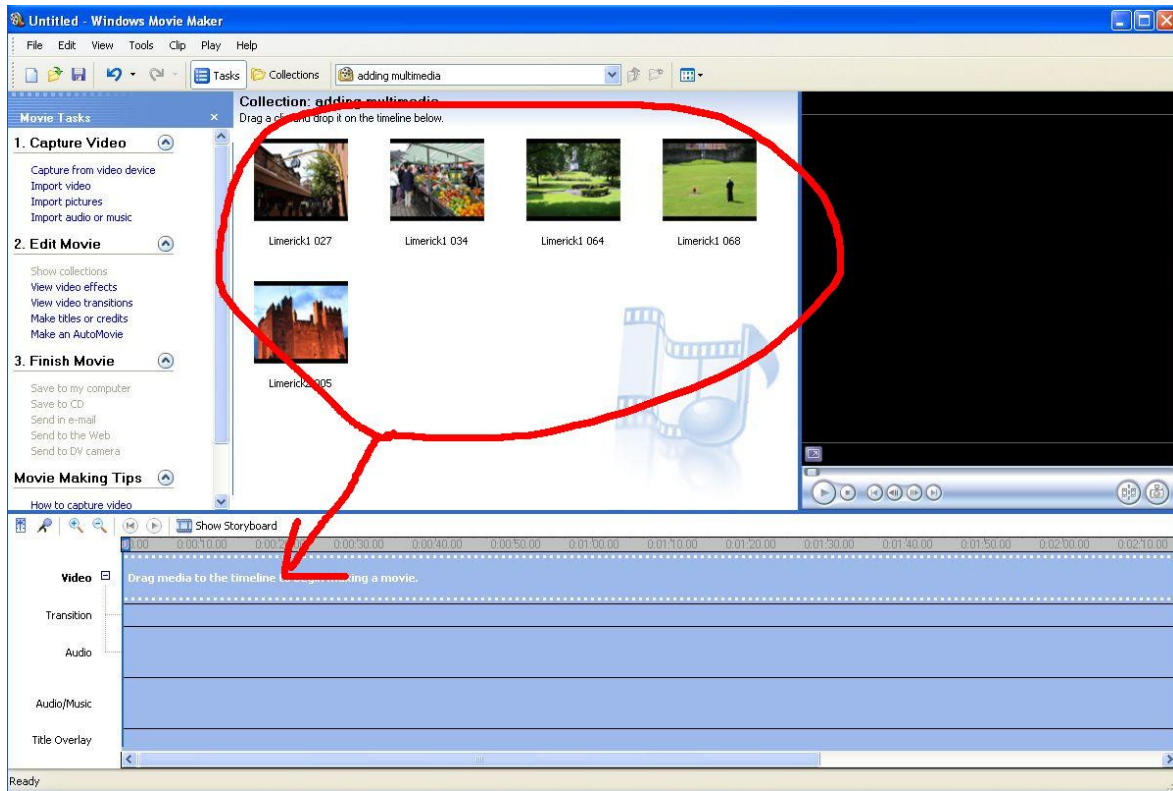 Untitled - Windows Movie Maker
File Edit View Tools Clip Play Help
Tasks Collections adding multimedia
Movie Tasks
Collection: adding multimedia
Drag a clip and drop it on the timeline below.
1. Capture Video
Capture from video device
Import video
Import pictures
Import audio or music
2. Edit Movie
Show collections
View video effects
View video transitions
Make titles or credits
Make an AutoMovie
3. Finish Movie
Save to my computer
Save to CD
Send in e-mail
Send to the Web
Send to DV camera
Movie Making Tips
How to capture video
Limerick1 027 Limerick1 034 Limerick1 064 Limerick1 068
005
Show Storyboard
0:00:10.00 0:00:30.00 0:00:40.00 0:00:50.00 0:01:00.00 0:01:10.00 0:01:20.00 0:01:30.00 0:01:40.00 0:01:50.00 0:02:00.00 0:02:10.00
Video Drag media to the timeline to begin making a movie.
Transition
Audio
Audio/Music
Title Overlay
Ready